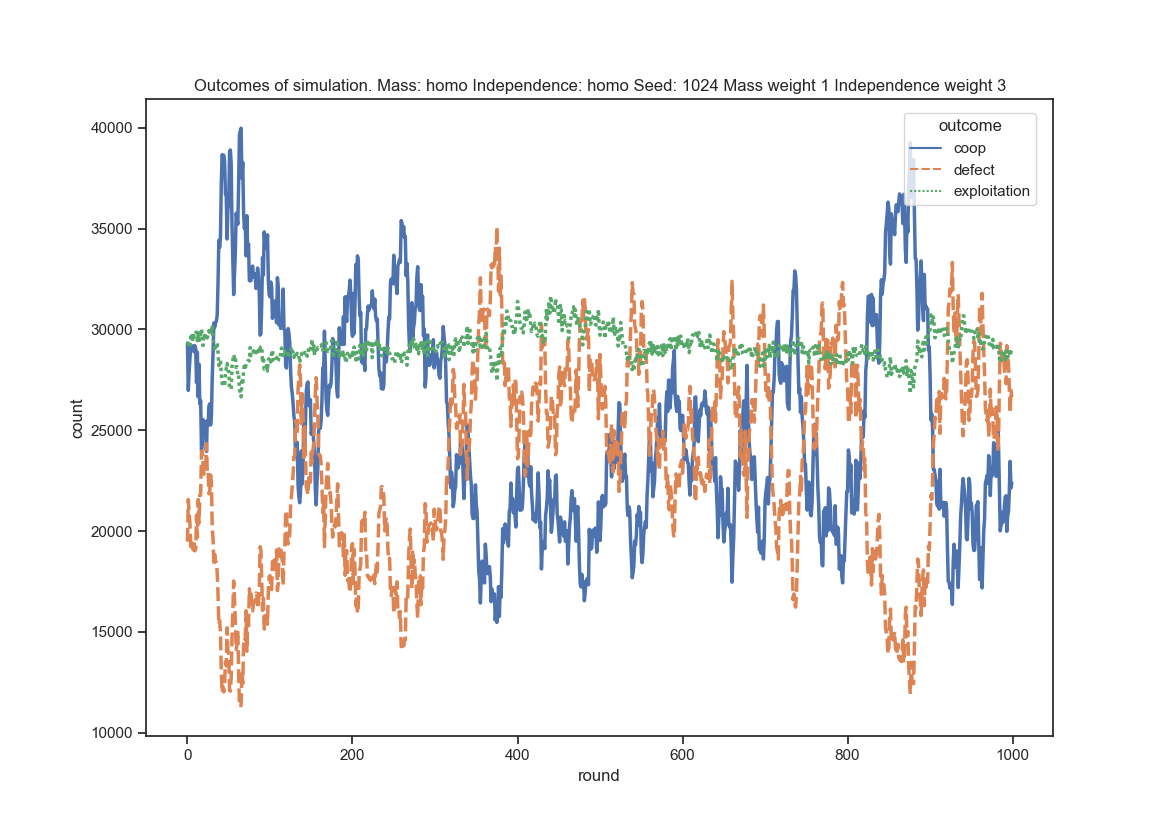 Outcomes of simulation. Mass: homo Independence: homo Seed: 1024 Mass weight 1 Independence weight 3
outcome
coop
defect
exploitation
40000
35000
30000
25000
20000
15000
10000
count
0 200 400 600 800 1000
round